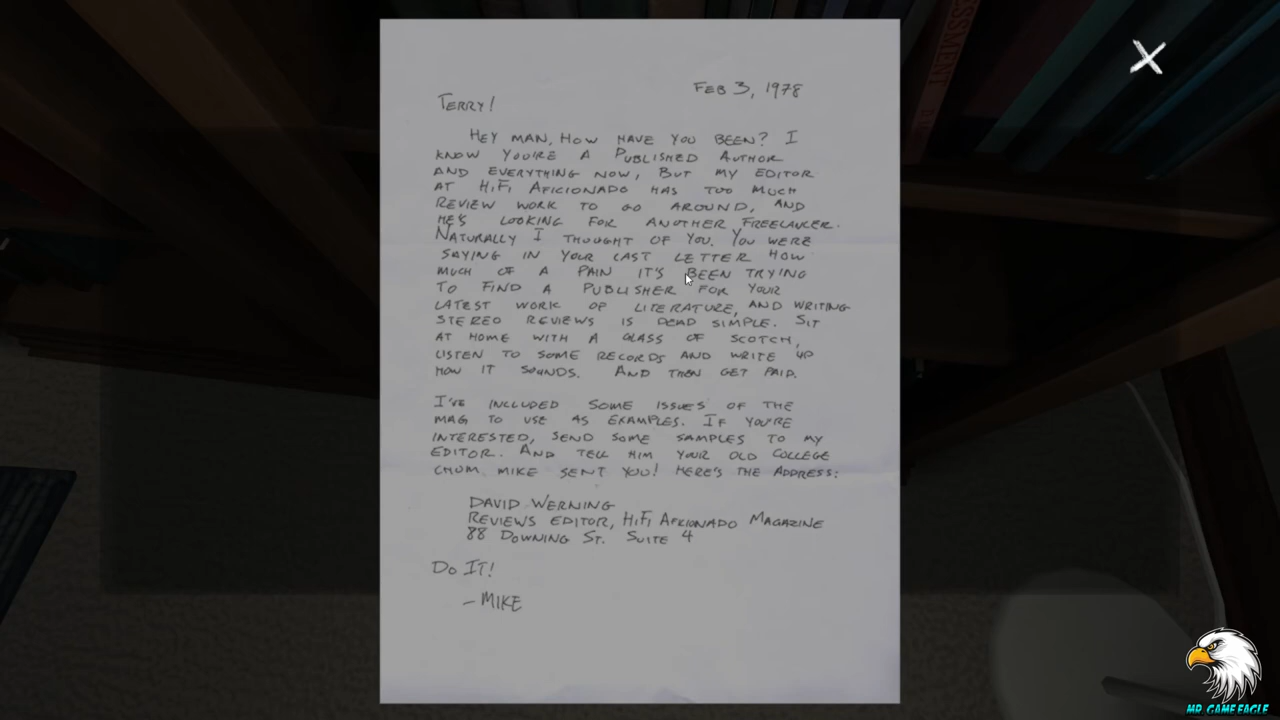 FEB 3, 1978
TERRY!
HEY MAN, HOW HAVE YOU BEEN? I
KNOW YOU'RE A PUBLISHED AUTHOR
AND EVERYTHING NOW, BUT MY EDITOR
AT HIFI AFICIONADO HAS TOO MUCH
REVIEW WORK TO GO AROUND, AND
HE'S LOOKING FOR ANOTHER FREELANCER.
NATURALLY I THOUGHT OF YOU. YOU WERE
SAYING IN YOUR LAST LETTER HOW
MUCH OF A PAIN IT'S BEEN TRYING
TO FIND A PUBLISHER FOR YOUR
LATEST WORK OF LITERATURE, AND WRITING
STEREO REVIEWS IS DEAD SIMPLE. SIT
AT HOME WITH A GLASS OF SCOTCH,
LISTEN TO SOME RECORDS AND WRITE UP
HOW IT SOUNDS. AND THEN GET PAID.
I'VE INCLUDED SOME ISSUES OF THE
MAG TO USE AS EXAMPLES. IF YOU'RE
INTERESTED, SEND SOME SAMPLES TO MY
EDITOR. AND TELL HIM YOUR OLD COLLEGE
CHUM MIKE SENT YOU! HERE'S THE ADDRESS:
DAVID WERNING
REVIEWS EDITOR, HIFI AFICIONADO MAGAZINE
88 DOWNING ST. SUITE 4
DO IT!
– MIKE
MR. GAME EAGLE